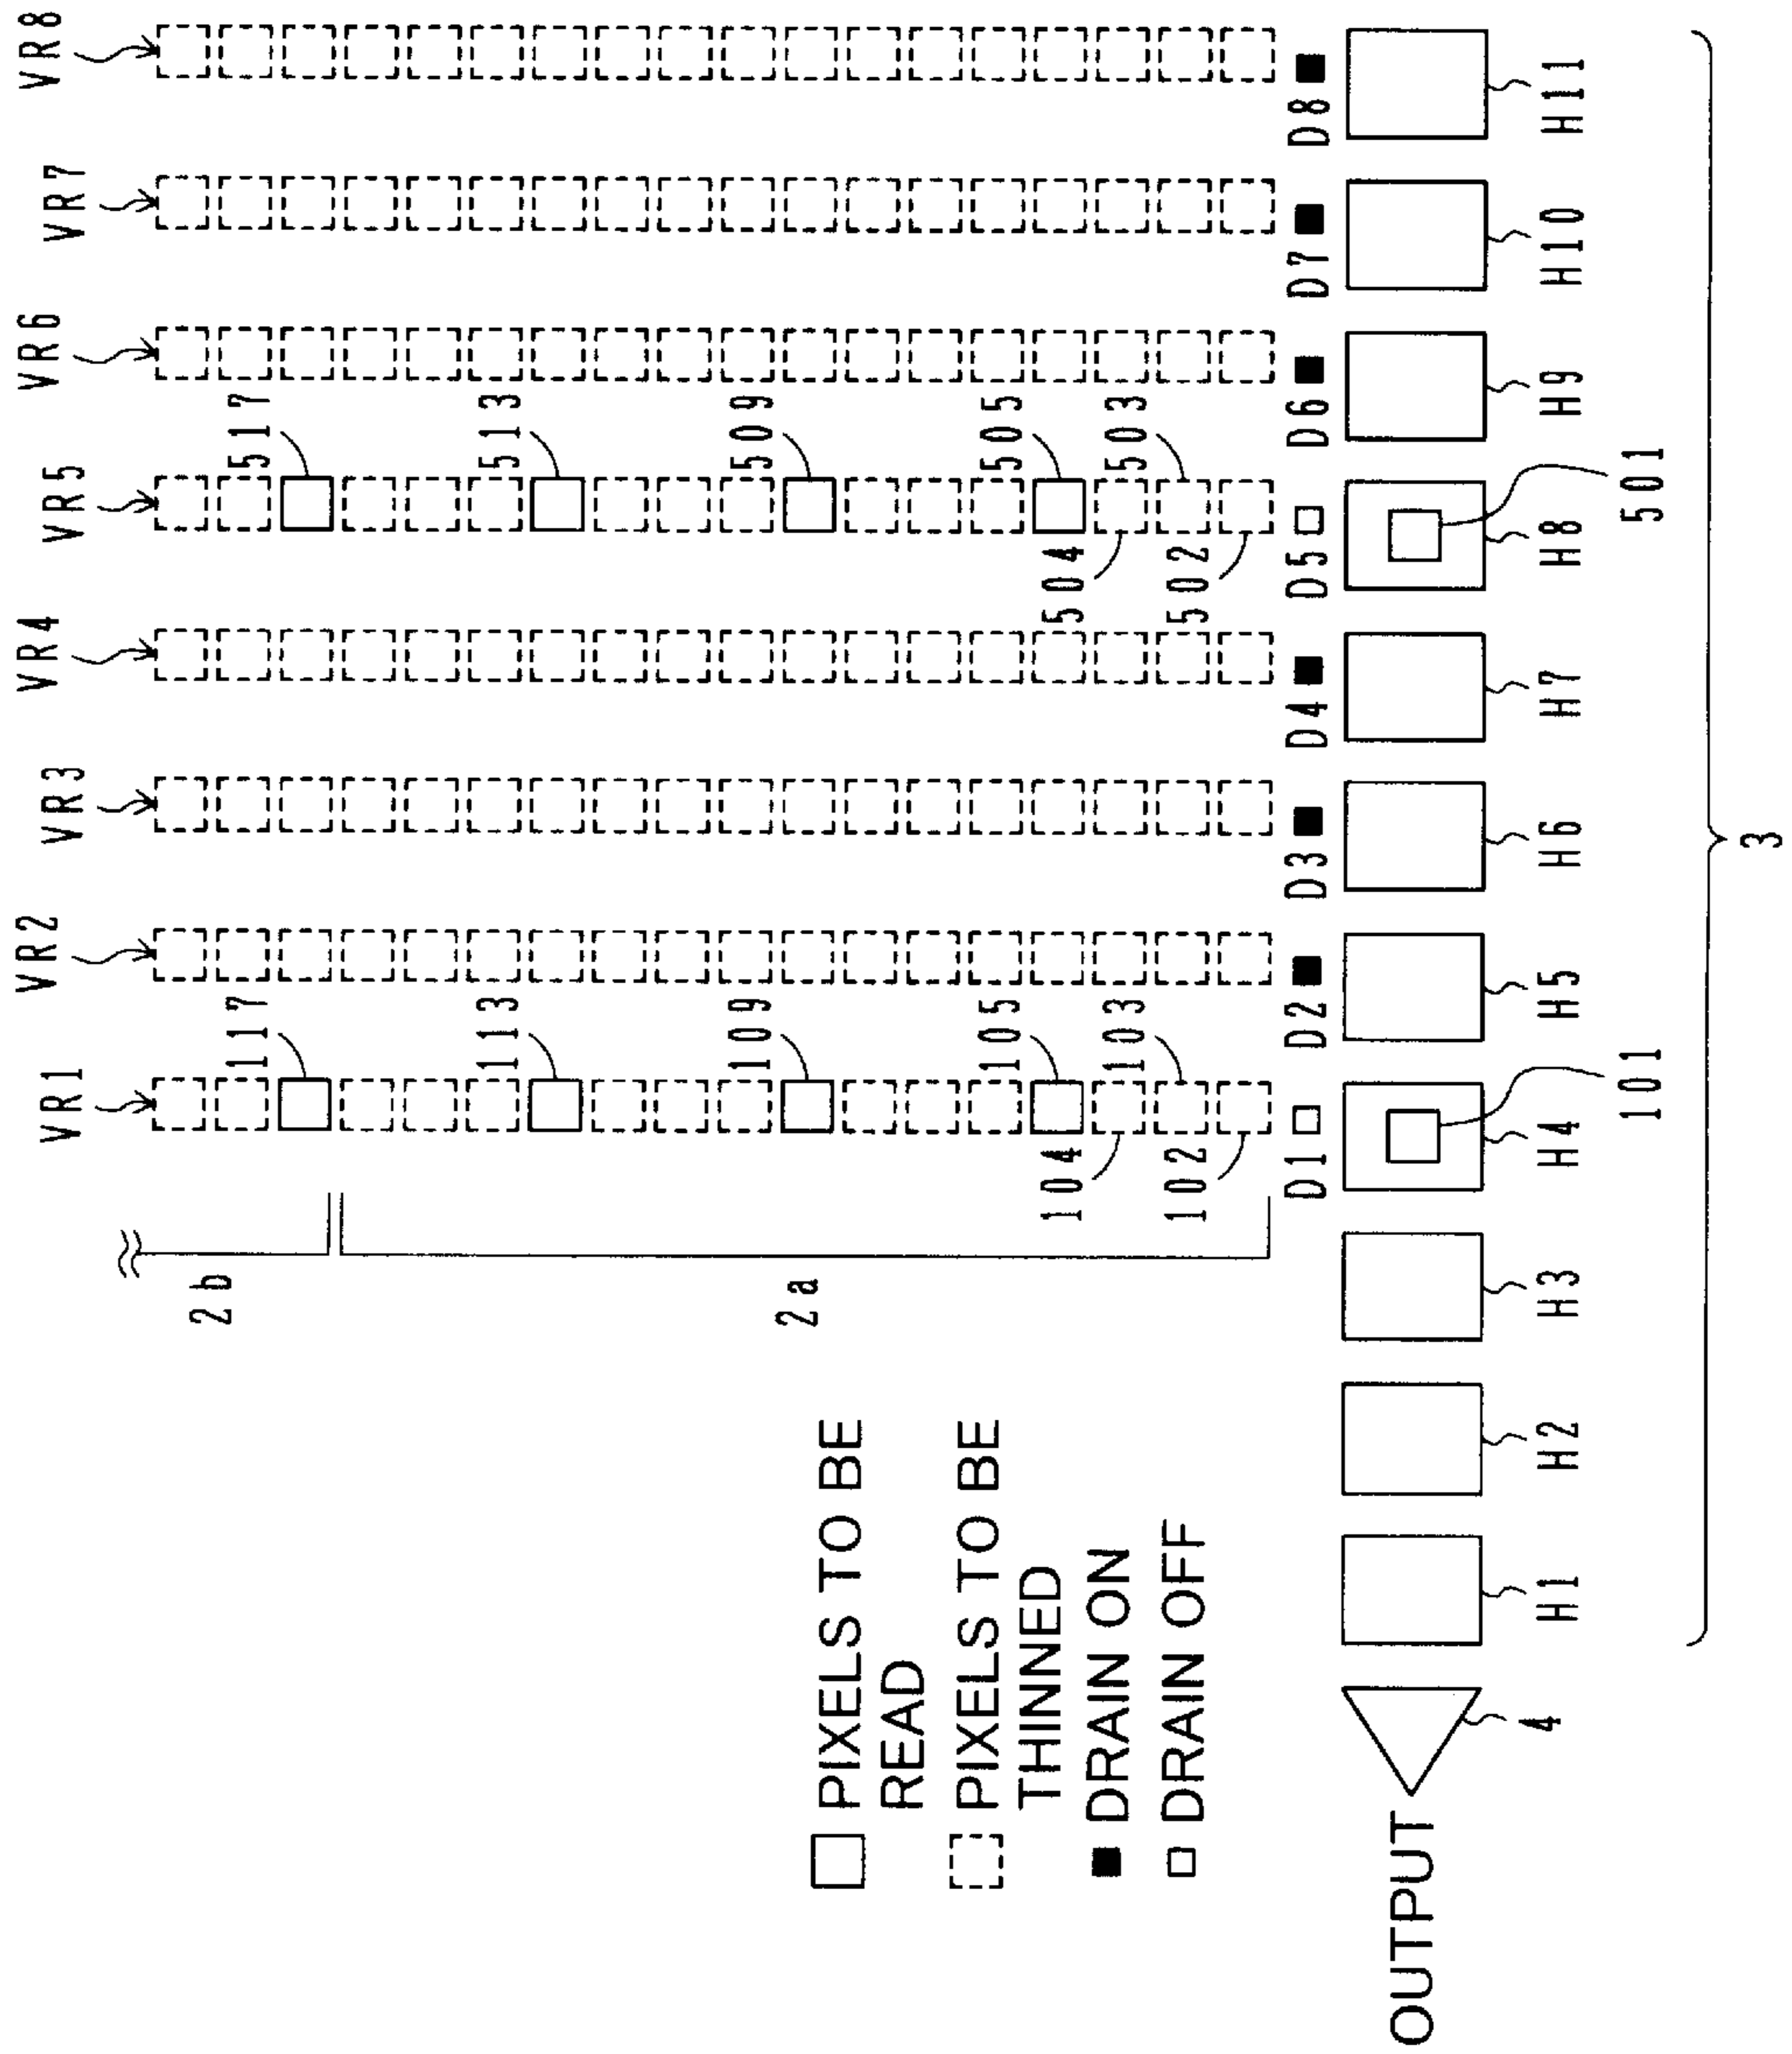 VR1
VR2
VR3
VR4
VR5
VR6
VR7
VR8
117
113
109
105
103
104
102
517
513
509
505
503
504
502
2b
2a
D1
D2
D3
D4
D5
D6
D7
D8
PIXELS TO BE
READ
PIXELS TO BE
THINNED
DRAIN ON
DRAIN OFF
OUTPUT
4
H1
H2
H3
H4
H5
H6
H7
H8
H9
H10
H11
101
501
3